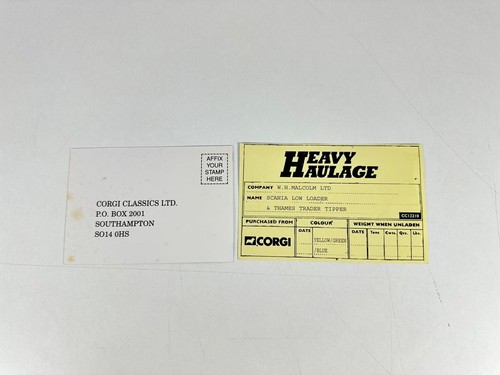 AFFIX
YOUR
STAMP
HERE
CORGI CLASSICS LTD.
P.O. BOX 2001
SOUTHAMPTON
SO14 0HS
HEAVY
HAULAGE
COMPANY W.H.MALCOLM LTD
NAME SCANIA LOW LOADER
& THAMES TRADER TIPPER
CC12218
PURCHASED FROM COLOUR WEIGHT WHEN UNLADEN
DATE DATE Tons Cwts. Qrs. Lbs.
CORGI YELLOW/GREEN
/BLUE